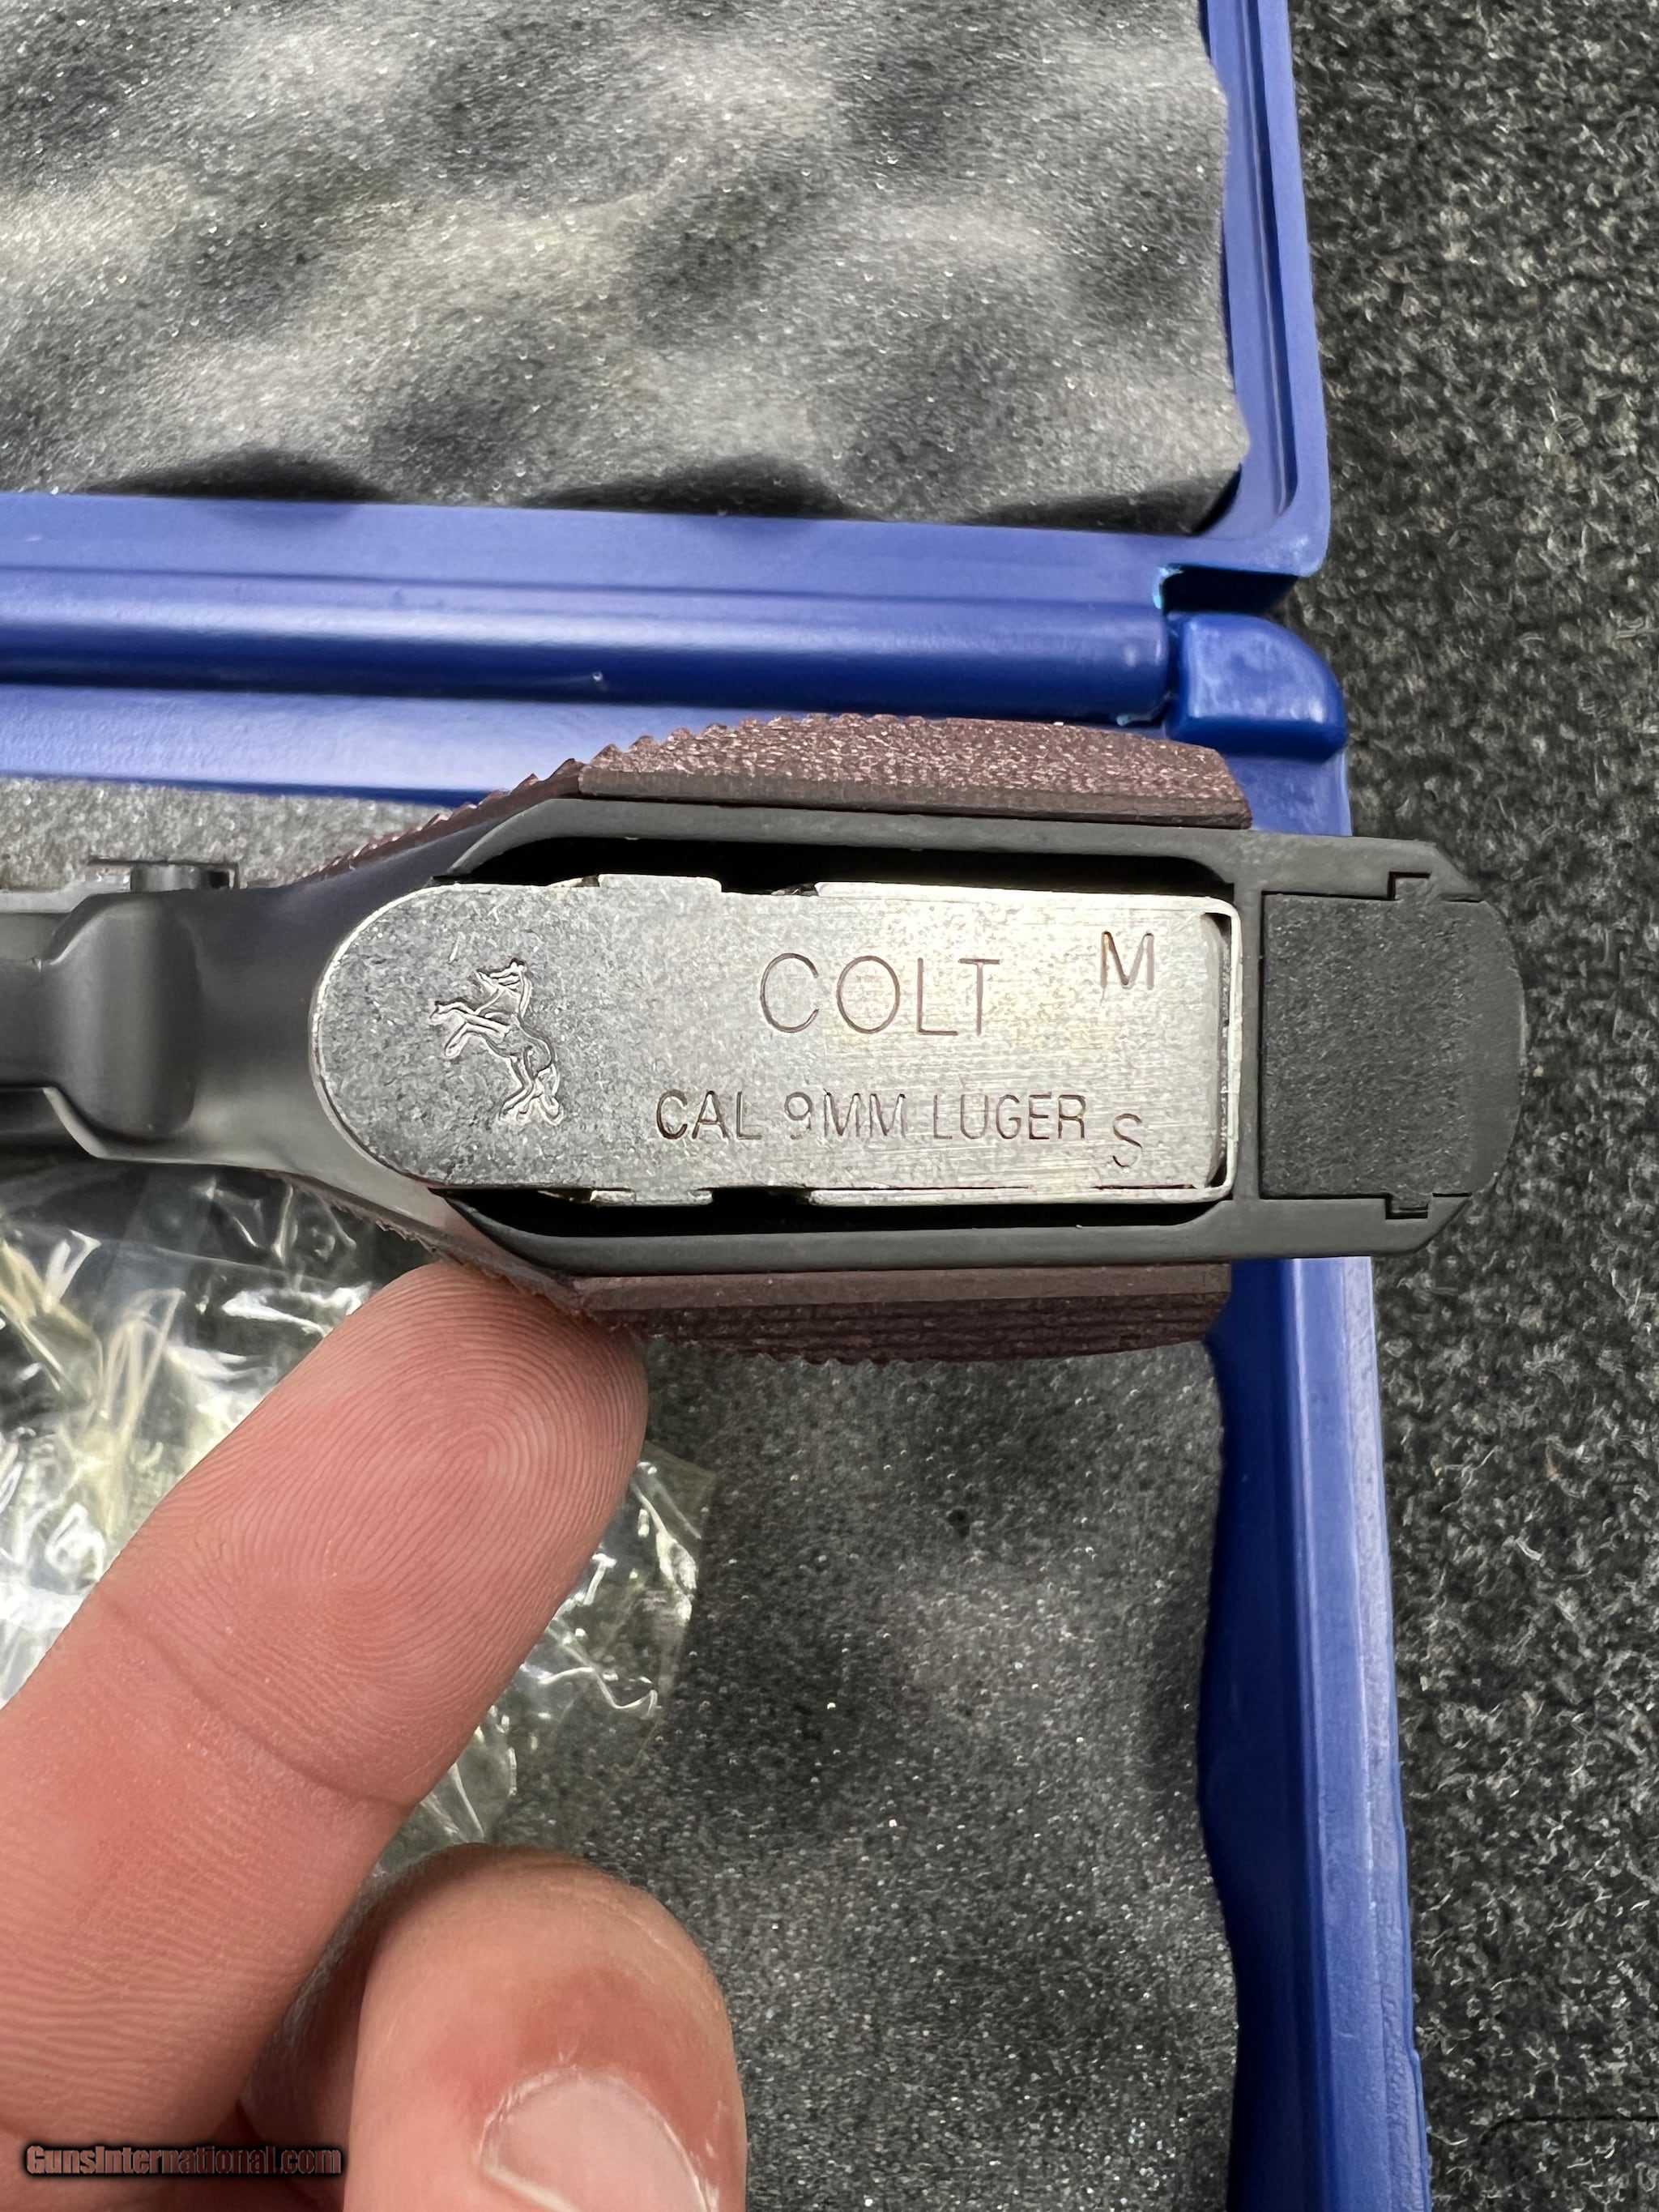 COLT M
CAL 9MM LUGER S
GunsInternational.com